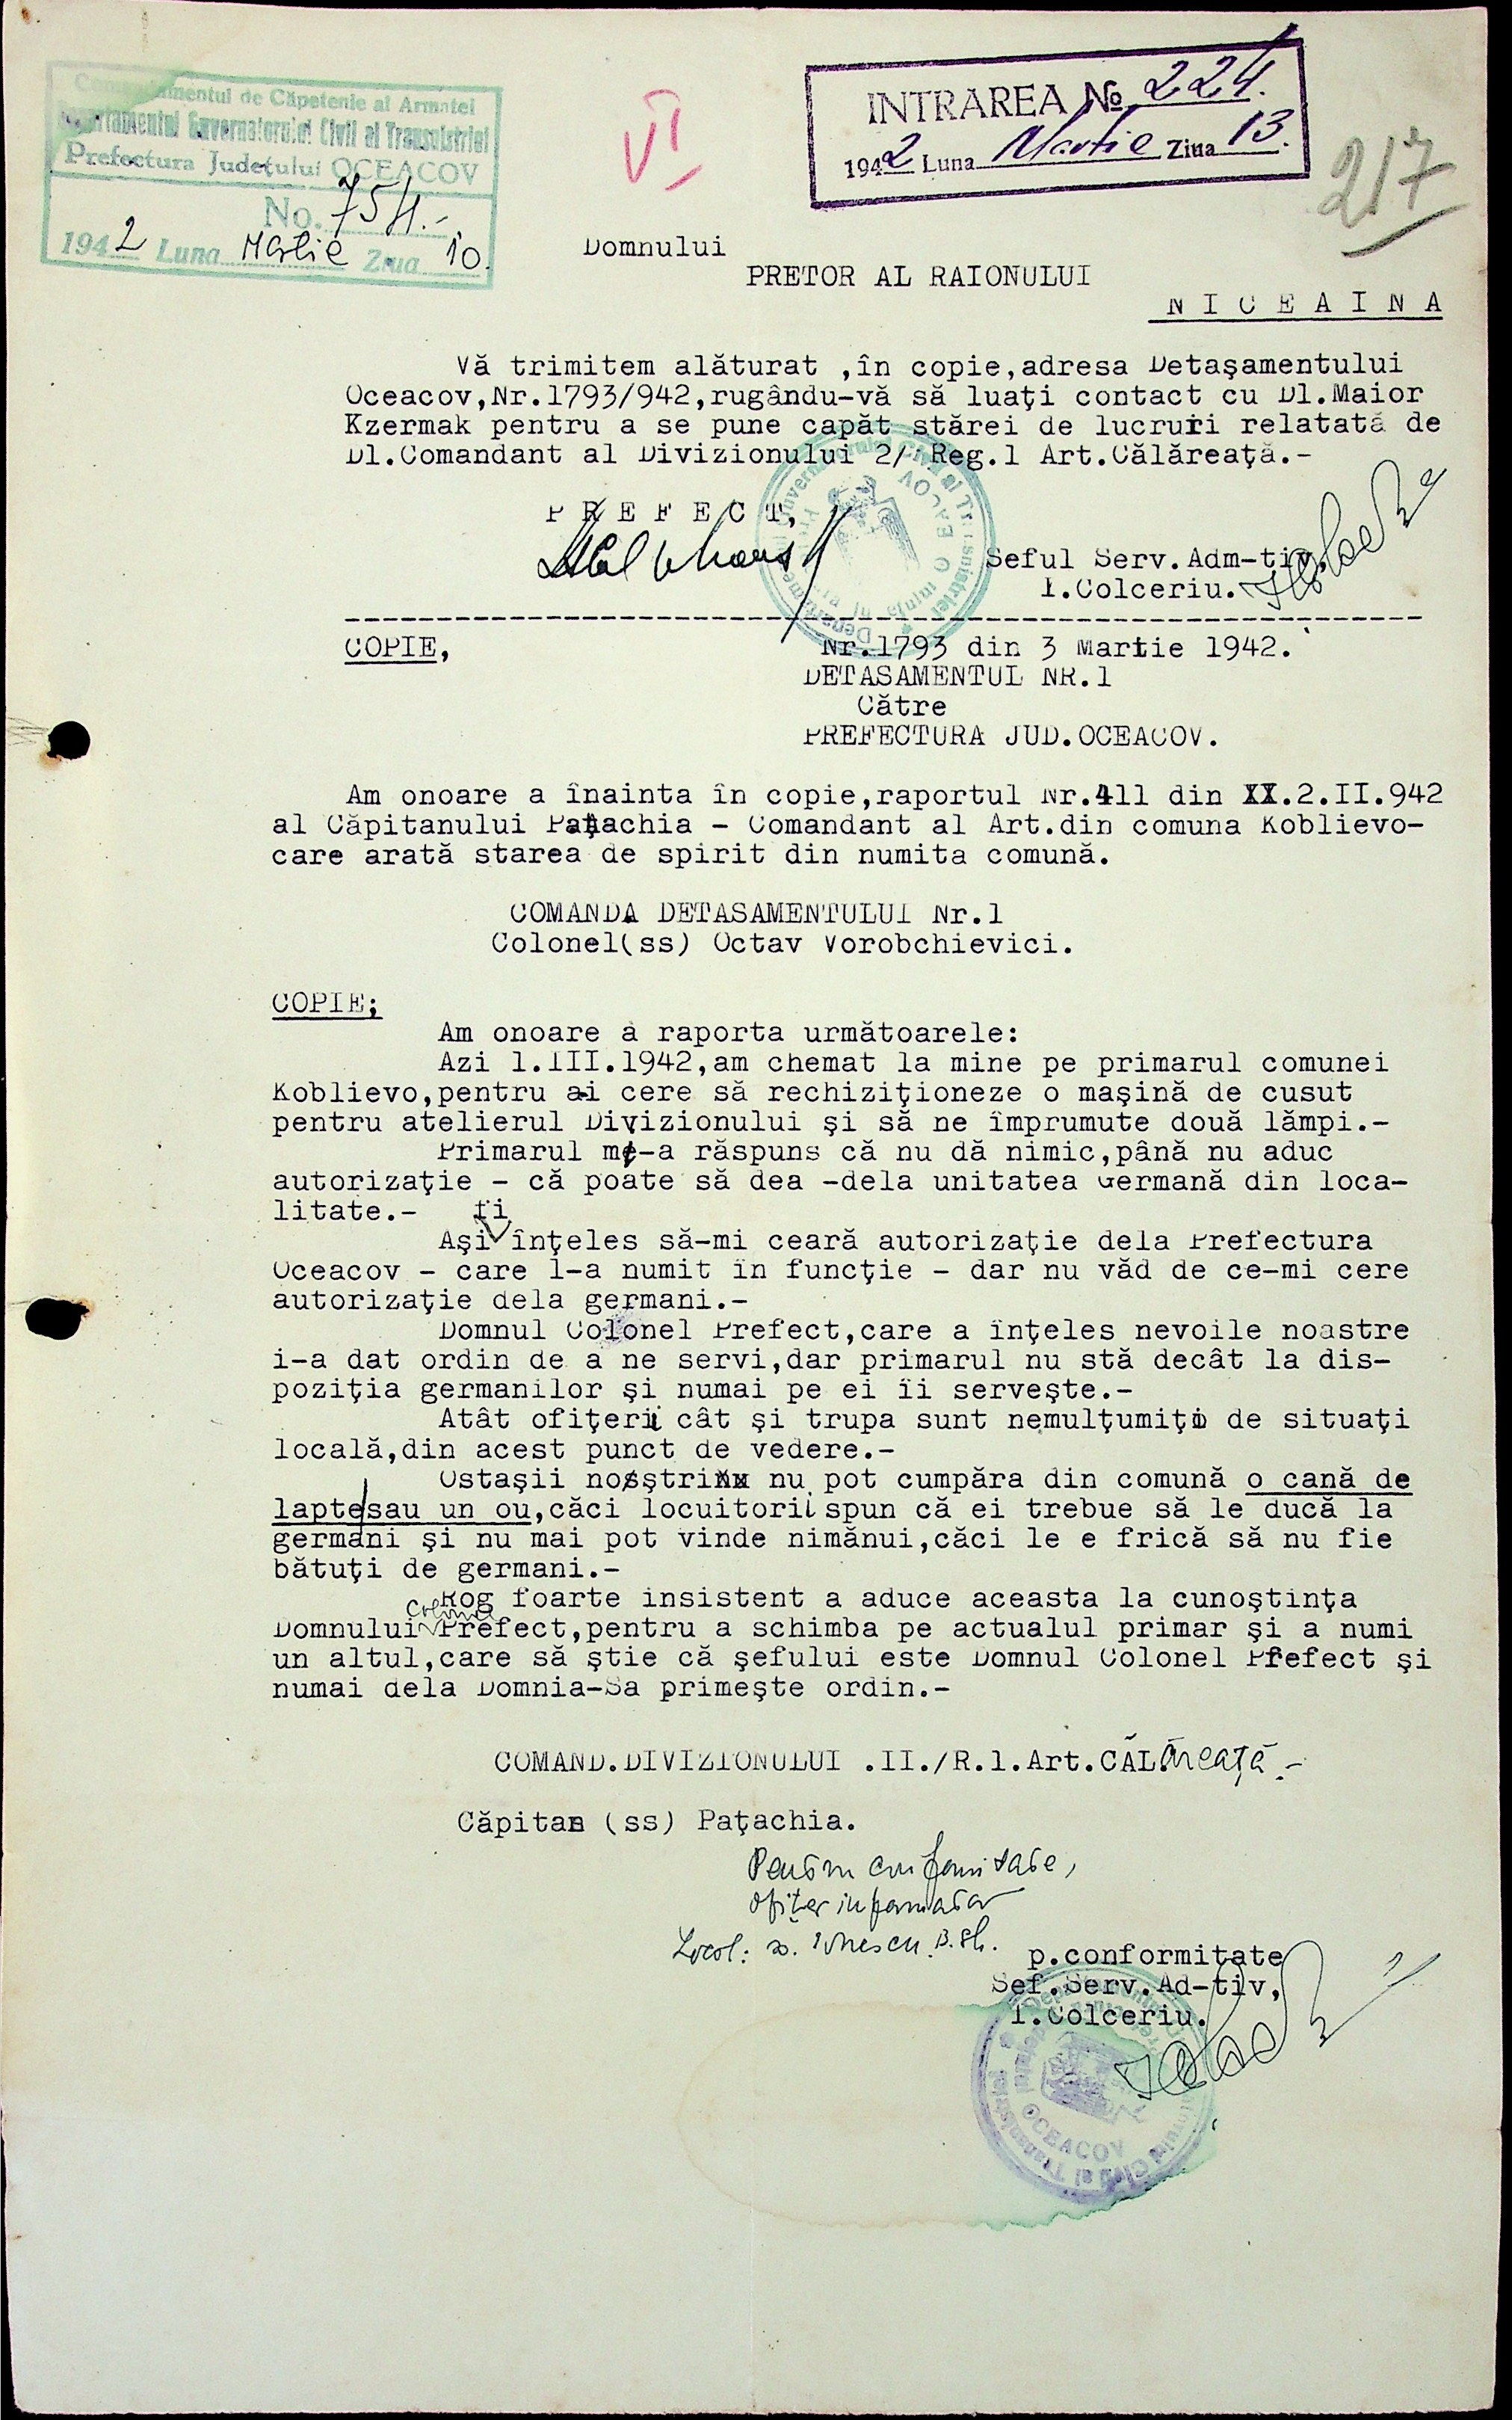 Comandamentul de Căpetenie al Armatei
Departamentul Guvernatorului Civil al Transnistriei
Prefectura Judeţului OCEACOV
No. 754.-
1942 Luna Martie Ziua 10.
VI
INTRAREA No 224.
1942 Luna Martie Ziua 13.
217
Domnului
PRETOR AL RAIONULUI
N I C E A I N A
Vă trimitem alăturat ,în copie,adresa Detaşamentului
Oceacov,Nr.1793/942,rugându-vă să luaţi contact cu Dl.Maior
Kzermak pentru a se pune capăt stărei de lucruri relatată de
Dl.Comandant al Divizionului 2/ Reg.1 Art.Călăreaţă.-
P R E F E C T,
Seful Serv.Adm-tiv,
I.Colceriu.
COPIE,
Nr.1793 din 3 Martie 1942.
DETASAMENTUL NR.1
Către
PREFECTURA JUD.OCEACOV.
Am onoare a înainta în copie,raportul Nr.411 din XX.2.II.942
al Căpitanului Paţachia - Comandant al Art.din comuna Koblievo-
care arată starea de spirit din numita comună.
COMANDA DETASAMENTULUI Nr.1
Colonel(ss) Octav Vorobchievici.
COPIE;
Am onoare a raporta următoarele:
Azi 1.III.1942,am chemat la mine pe primarul comunei
Koblievo,pentru a-i cere să rechiziţioneze o maşină de cusut
pentru atelierul Divizionului şi să ne împrumute două lămpi.-
Primarul m-a răspuns că nu dă nimic,până nu aduc
autorizaţie - că poate să dea -dela unitatea Germană din loca-
litate.-
fi
Aşi înţeles să-mi ceară autorizaţie dela Prefectura
Oceacov - care l-a numit în funcţie - dar nu văd de ce-mi cere
autorizaţie dela germani.-
Domnul Colonel Prefect,care a înţeles nevoile noastre
i-a dat ordin de a ne servi,dar primarul nu stă decât la dis-
poziţia germanilor şi numai pe ei îi serveşte.-
Atât ofiţerii cât şi trupa sunt nemulţumiţi de situaţi
locală,din acest punct de vedere.-
Ostaşii noştri nu pot cumpăra din comună o cană de
lapte sau un ou,căci locuitorii spun că ei trebue să le ducă la
germani şi nu mai pot vinde nimănui,căci le e frică să nu fie
bătuţi de germani.-
Rog foarte insistent a aduce aceasta la cunoştinţa
Domnului Prefect,pentru a schimba pe actualul primar şi a numi
un altul,care să ştie că şefului este Domnul Colonel Prefect şi
numai dela Domnia-Sa primeşte ordin.-
COMAND.DIVIZIONULUI .II./R.1.Art.CĂLăreaţă.-
Căpitan (ss) Paţachia.
Pentru conformitate,
Ofiţer informator
Locot: ss. Ionescu B. Sh.
p.conformitate
Sef.Serv.Ad-tiv,
I.Colceriu.
OCEACOV